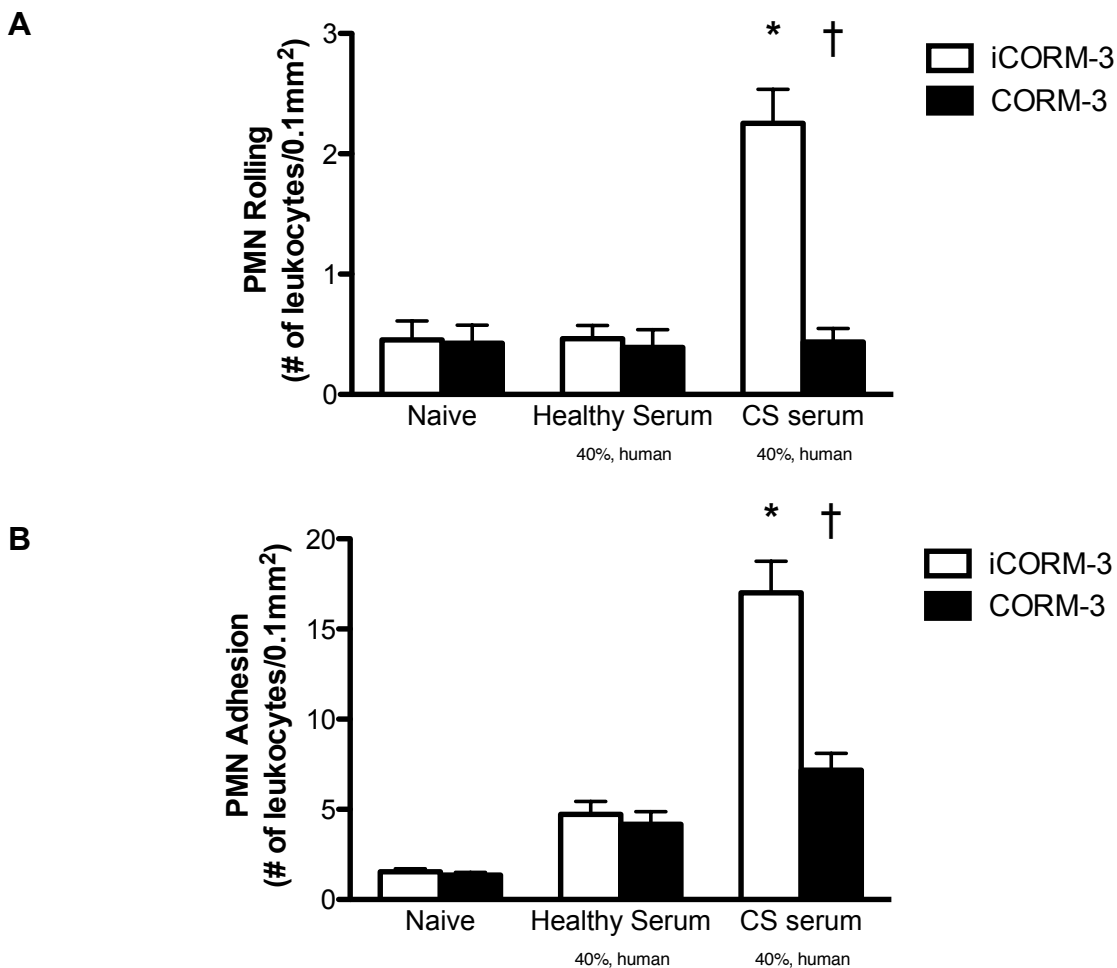 A
* †
iCORM-3
CORM-3
PMN Rolling
(# of leukocytes/0.1mm²)
3
2
1
0
Naive Healthy Serum CS serum
40%, human 40%, human
B
* †
iCORM-3
CORM-3
PMN Adhesion
(# of leukocytes/0.1mm²)
20
15
10
5
0
Naive Healthy Serum CS serum
40%, human 40%, human